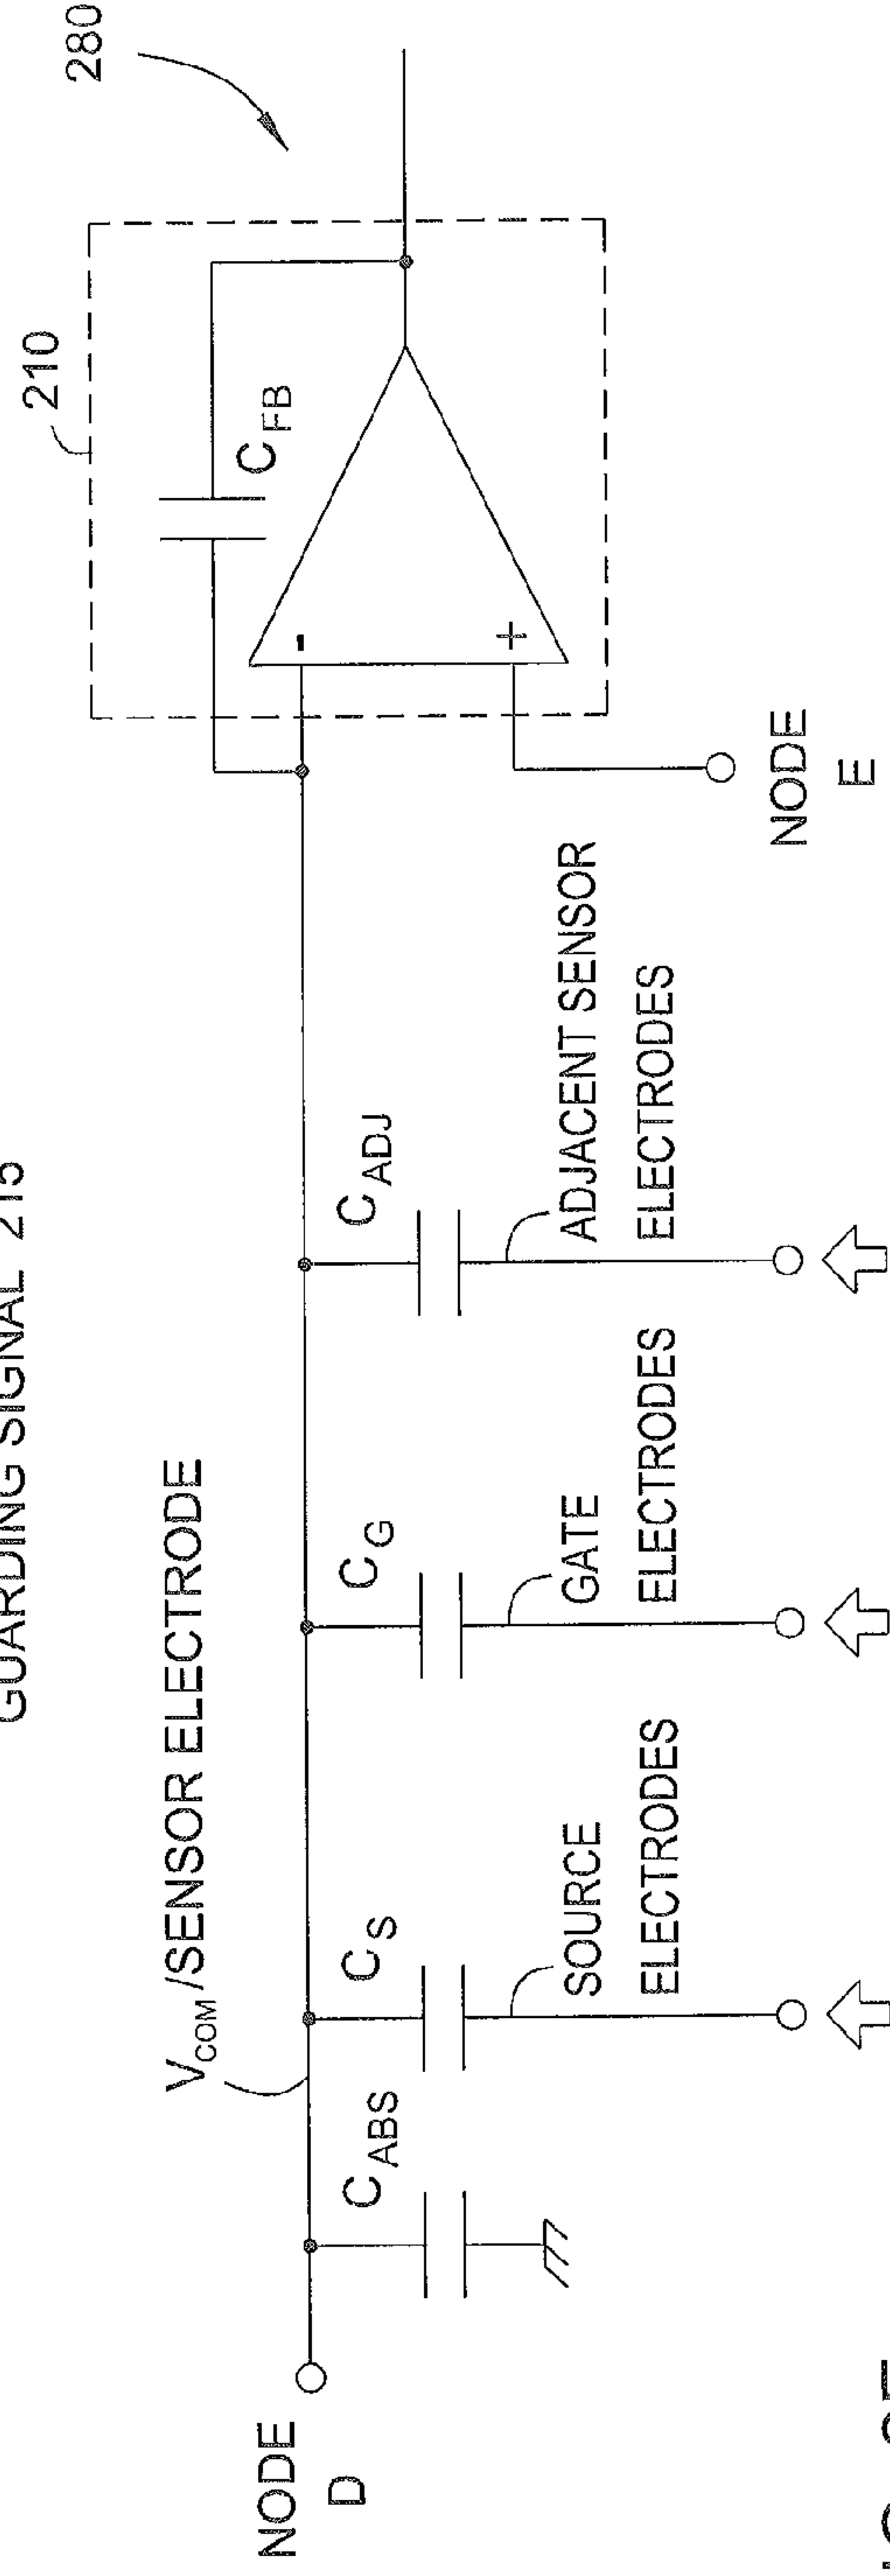 GUARDING SIGNAL 215
280
210
V_COM/SENSOR ELECTRODE
C_FB
-
+
C_ABS
C_S
C_G
C_ADJ
NODE
D
SOURCE
ELECTRODES
GATE
ELECTRODES
ADJACENT SENSOR
ELECTRODES
NODE
E